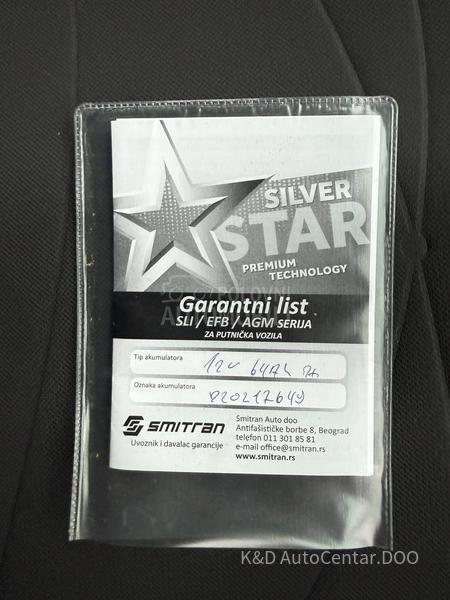 SILVER
STAR
PREMIUM
TECHNOLOGY
Garantni list
SLI / EFB / AGM SERIJA
ZA PUTNIČKA VOZILA
Tip akumulatora 12V 64Ah
Oznaka akumulatora 020217649
SMITRAN
Uvoznik i davalac garancije
Smitran Auto doo
Antifašističke borbe 8, Beograd
telefon 011 301 85 81
e-mail office@smitran.rs
www.smitran.rs
K&D AutoCentar.DOO